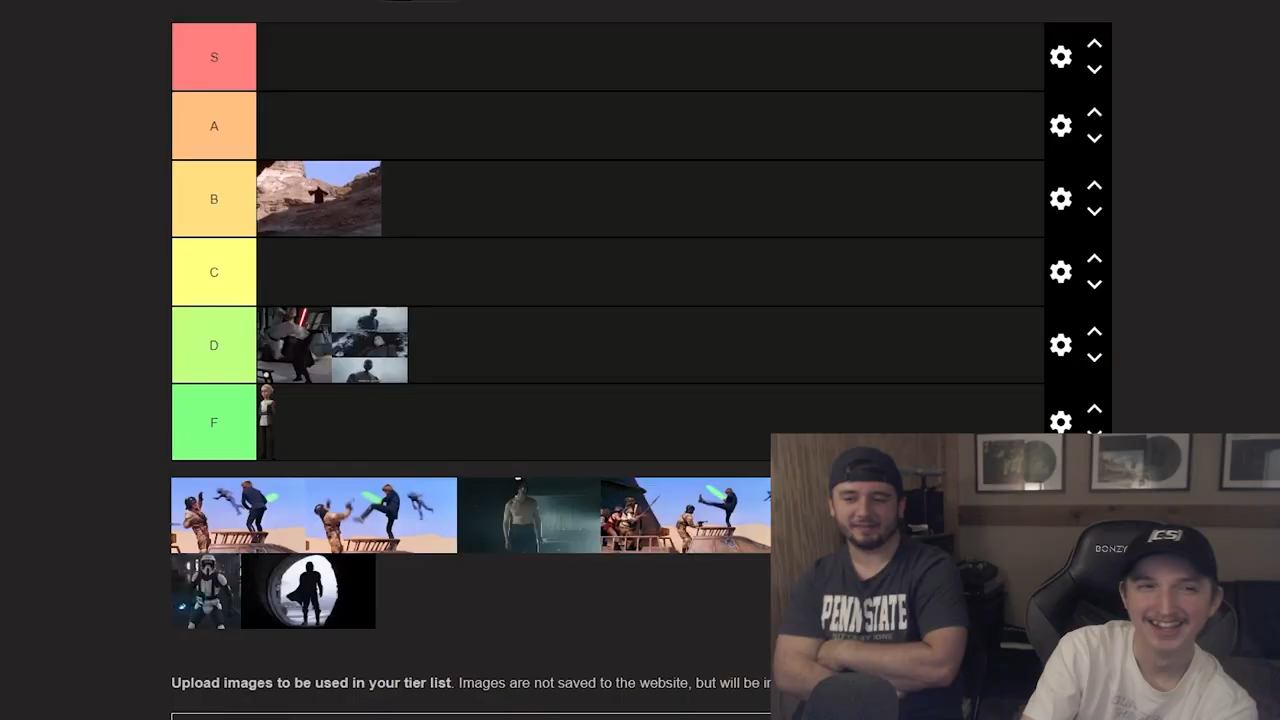 S
A
B
C
D
F
BONZY
CSI
PENN STATE
Upload images to be used in your tier list. Images are not saved to the website, but will be in